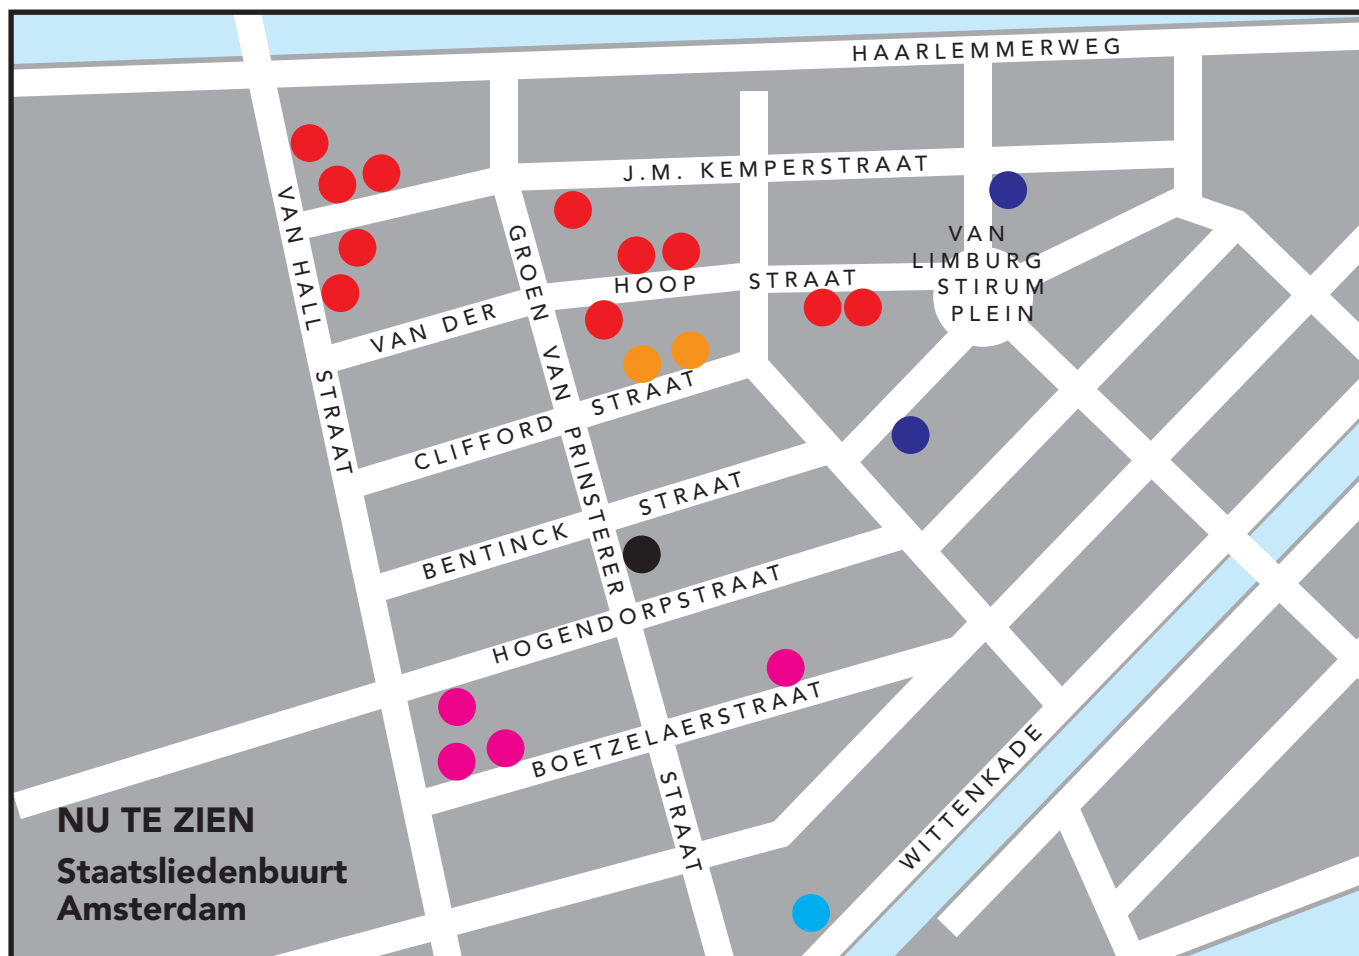 HAARLEMMERWEG
J.M. KEMPERSTRAAT
VAN HALL STRAAT
GROEN VAN PRINSTERER STRAAT
VAN
LIMBURG
STIRUM
PLEIN
VAN DER HOOP STRAAT
CLIFFORD STRAAT
BENTINCK STRAAT
HOGENDORPSTRAAT
BOETZELAERSTRAAT
WITTENKADE
NU TE ZIEN
Staatsliedenbuurt
Amsterdam